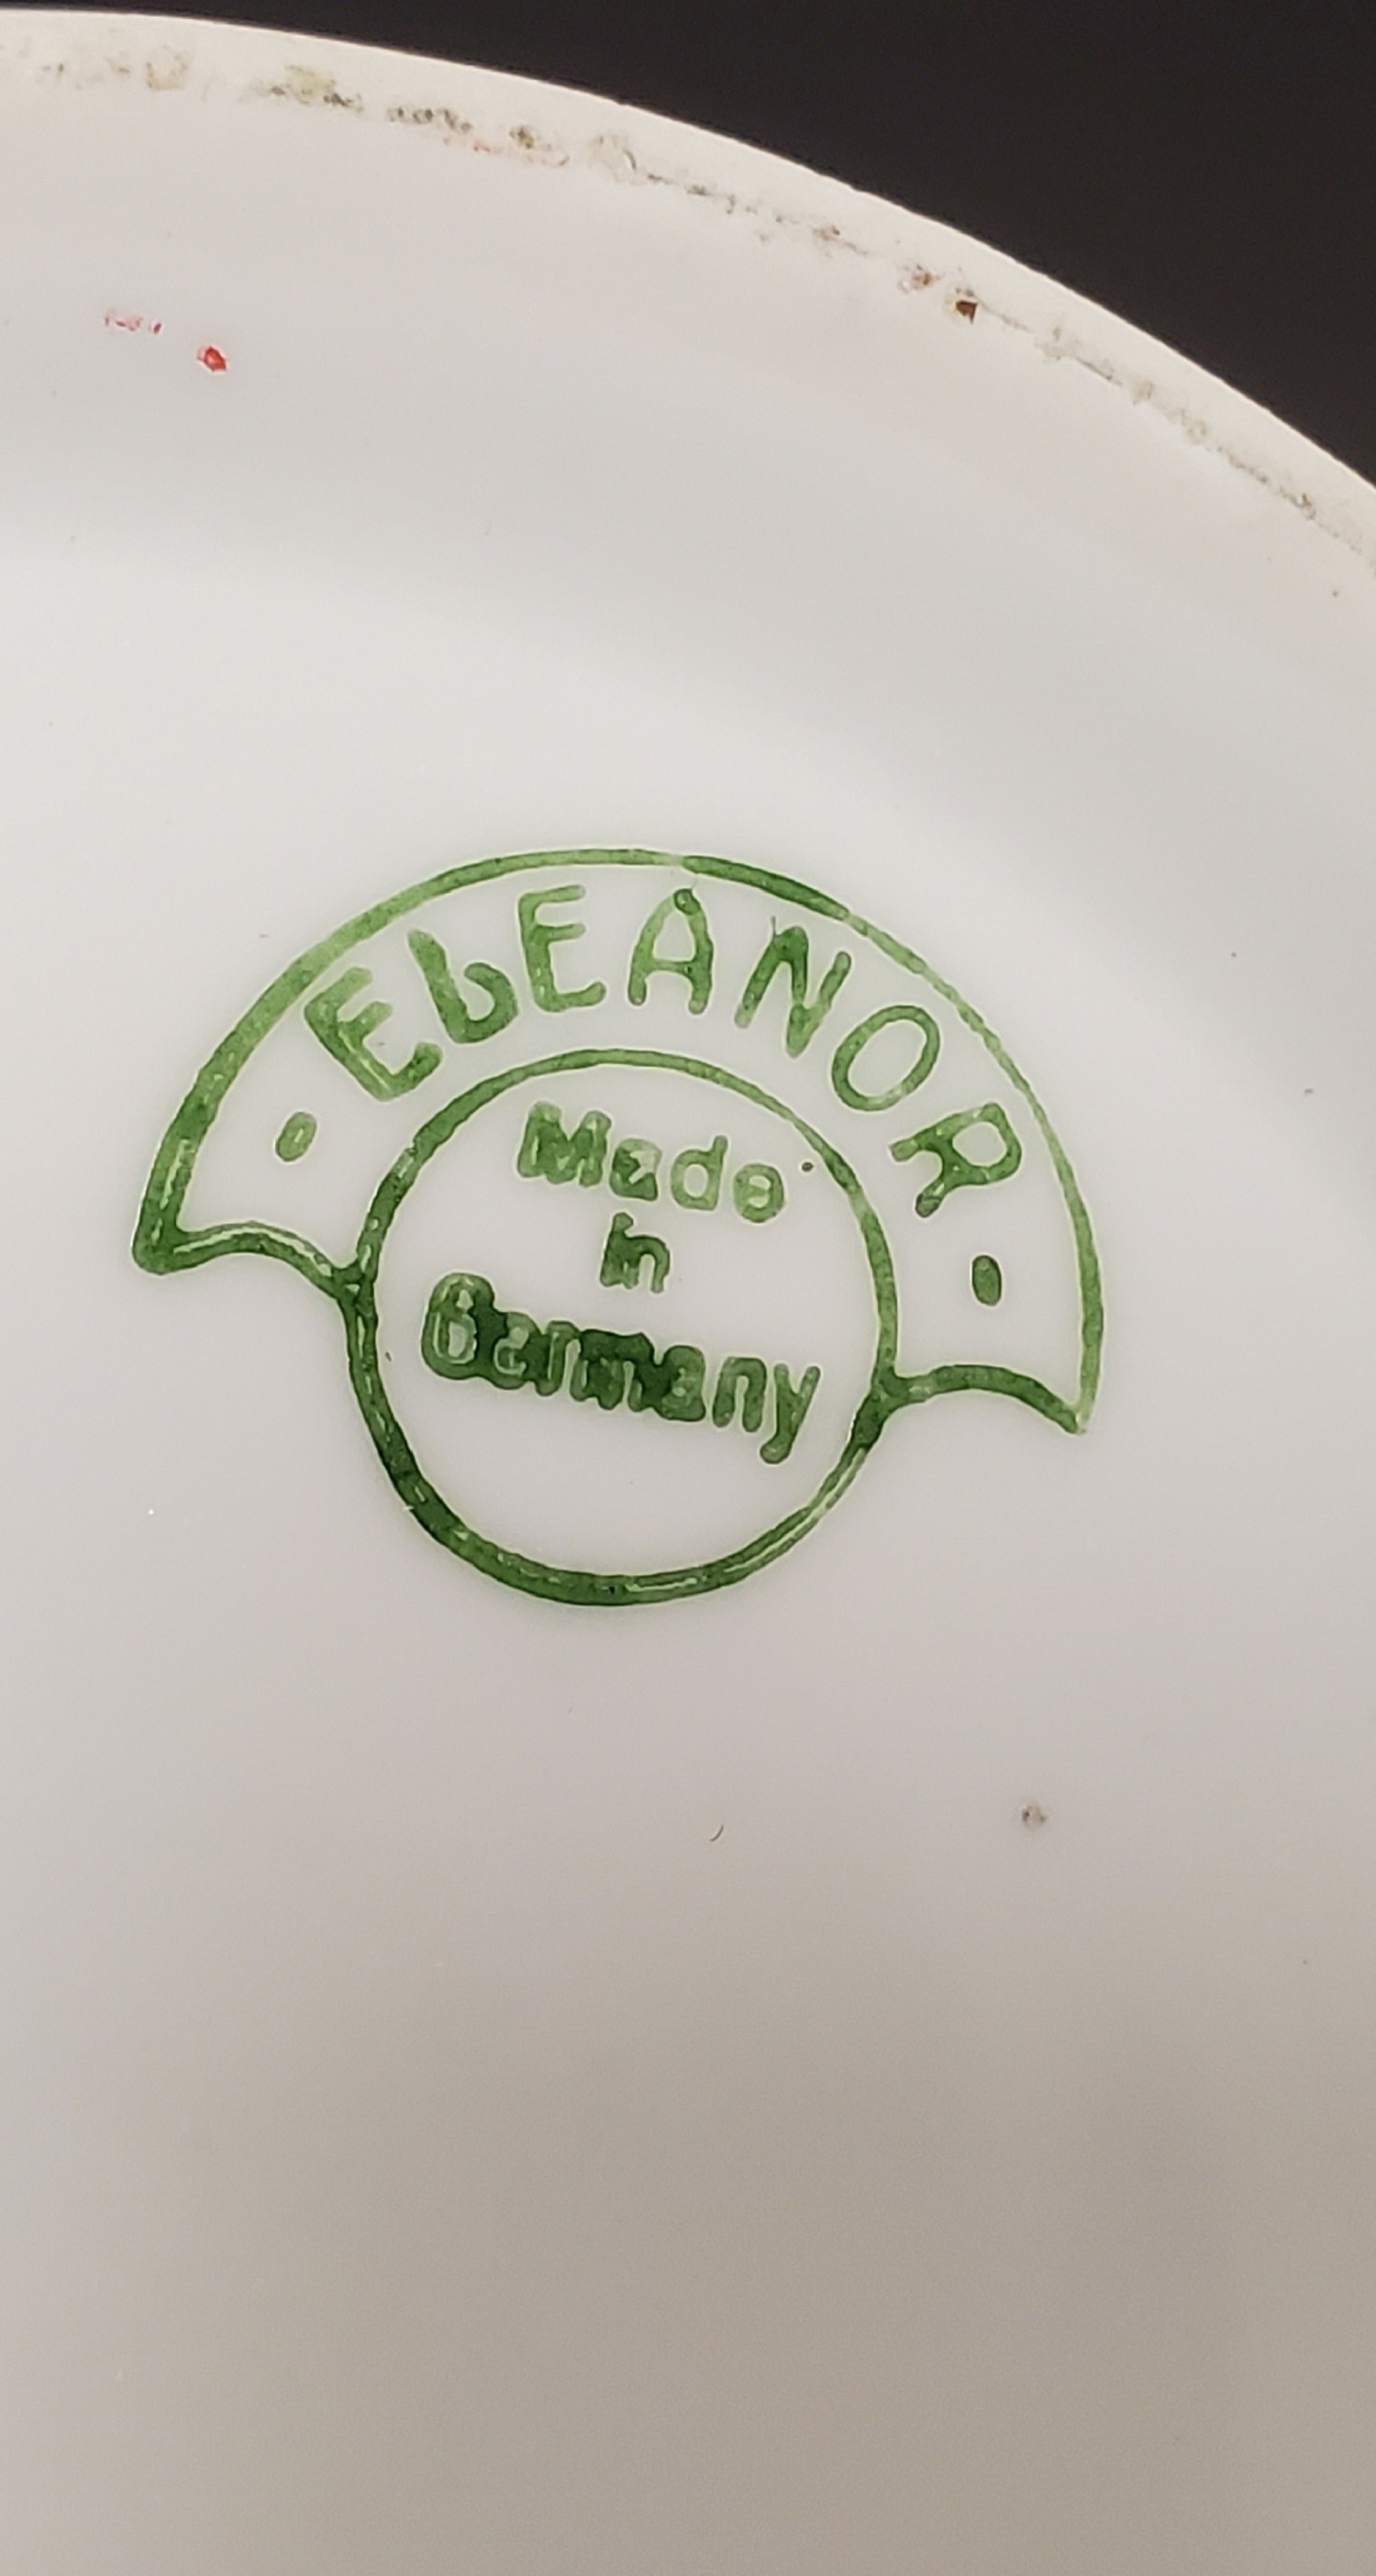 • ELEANOR •
Made
in
Germany